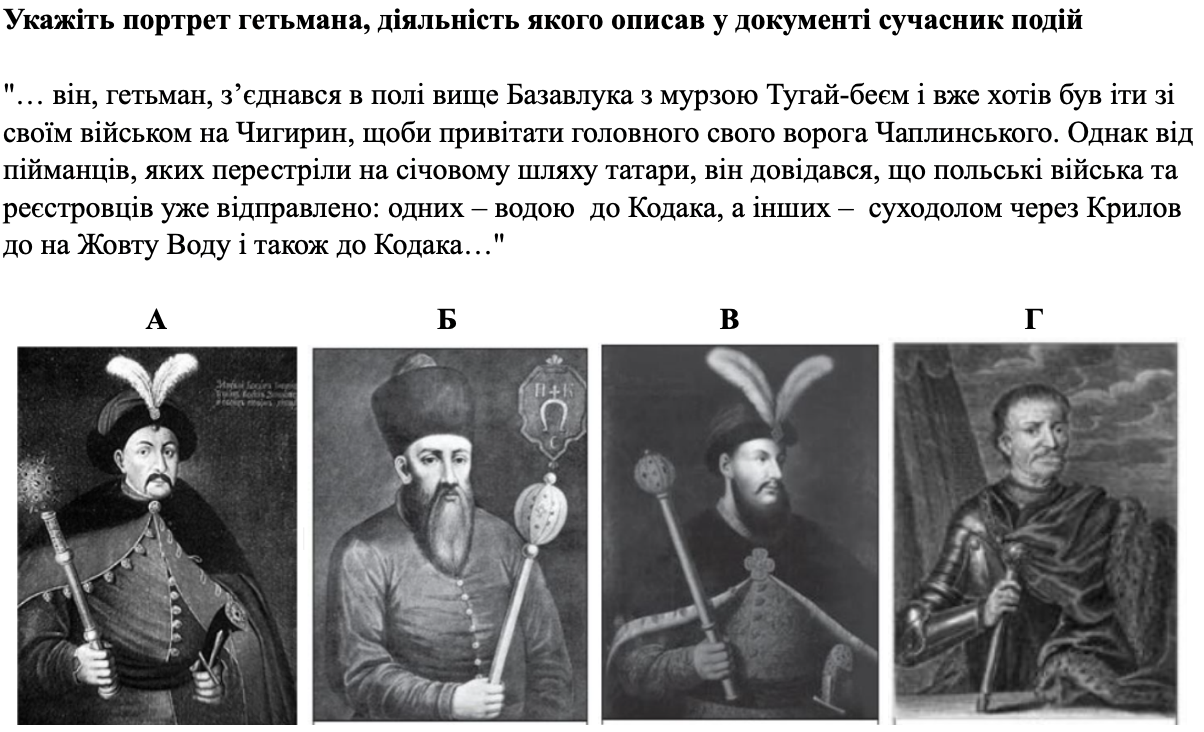 Укажіть портрет гетьмана, діяльність якого описав у документі сучасник подій
"… він, гетьман, з’єднався в полі вище Базавлука з мурзою Тугай-беєм і вже хотів був іти зі
своїм військом на Чигирин, щоби привітати головного свого ворога Чаплинського. Однак від
пійманців, яких перестріли на січовому шляху татари, він довідався, що польські війська та
реєстровців уже відправлено: одних – водою до Кодака, а інших – суходолом через Крилов
до на Жовту Воду і також до Кодака…"
А Б В Г
П К
С